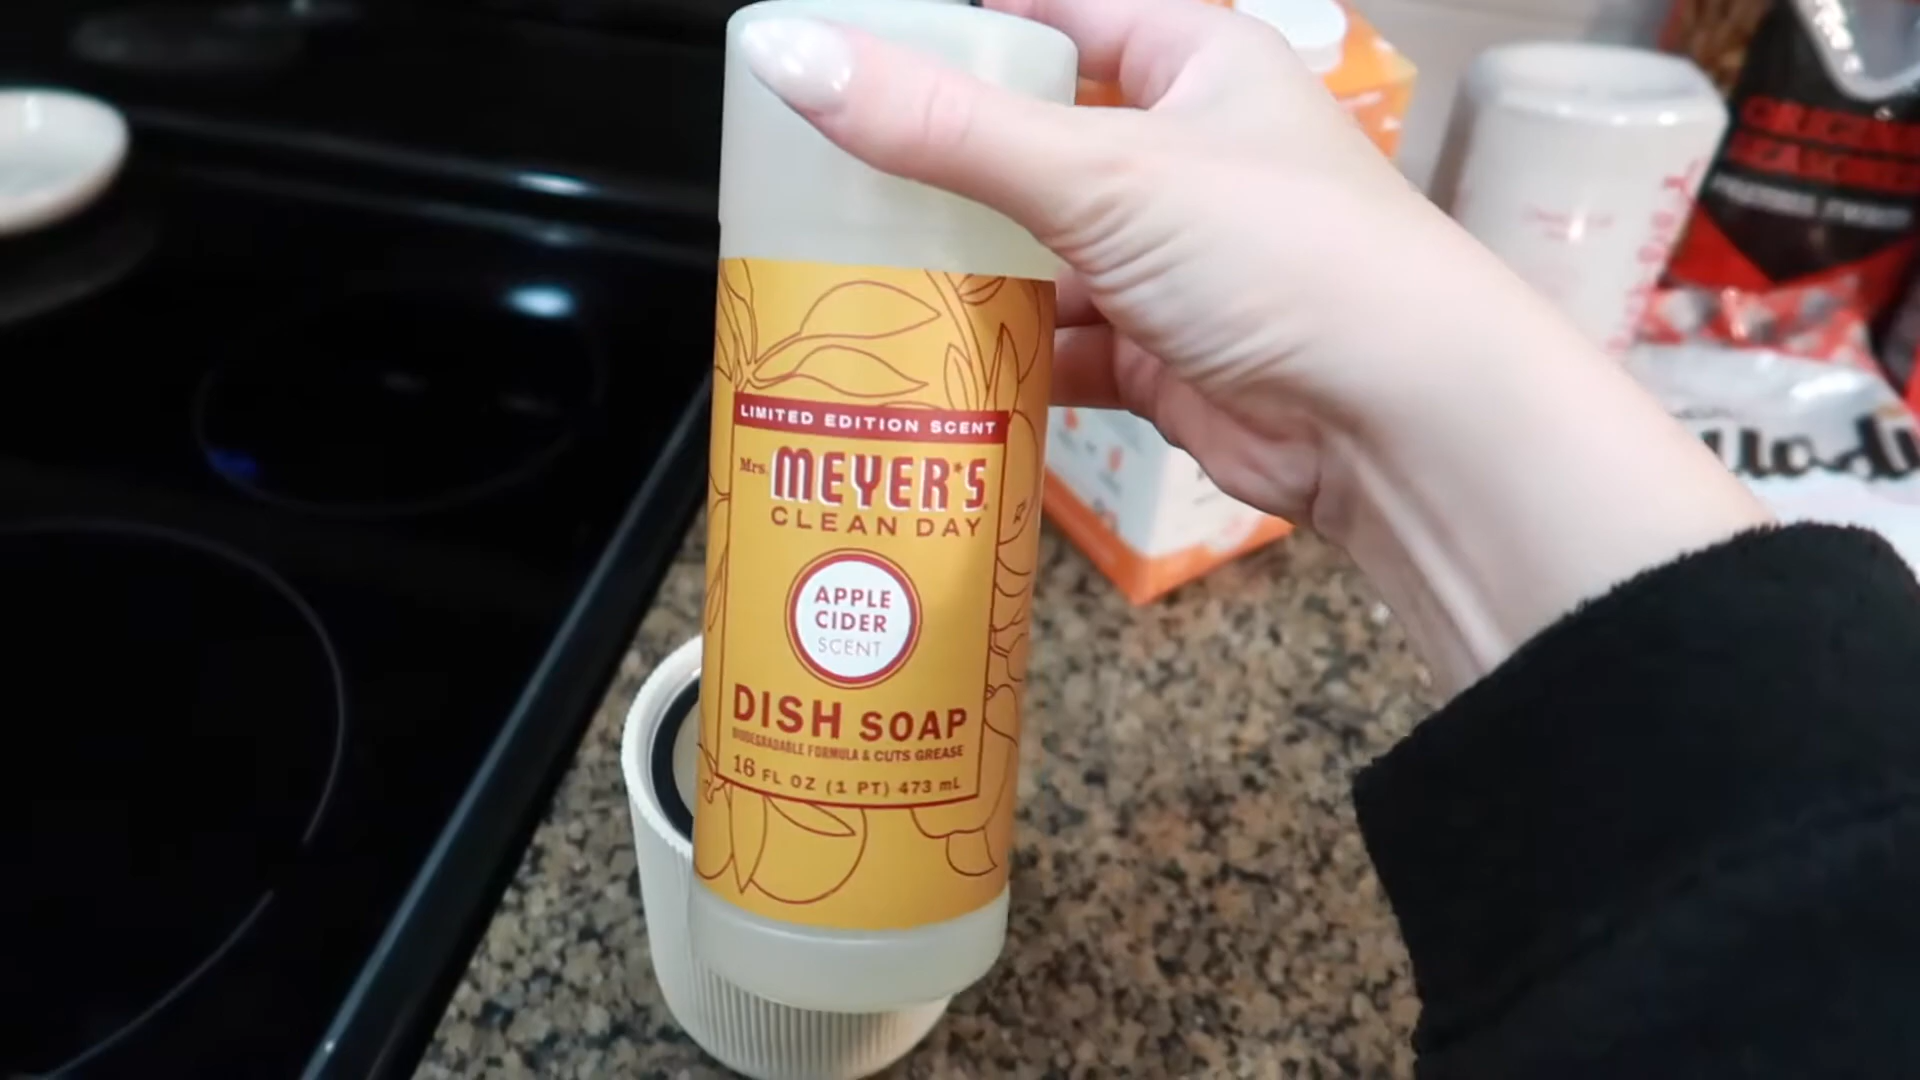 LIMITED EDITION SCENT
Mrs. MEYER'S
CLEAN DAY
APPLE
CIDER
SCENT
DISH SOAP
BIODEGRADABLE FORMULA & CUTS GREASE
16 FL OZ (1 PT) 473 mL